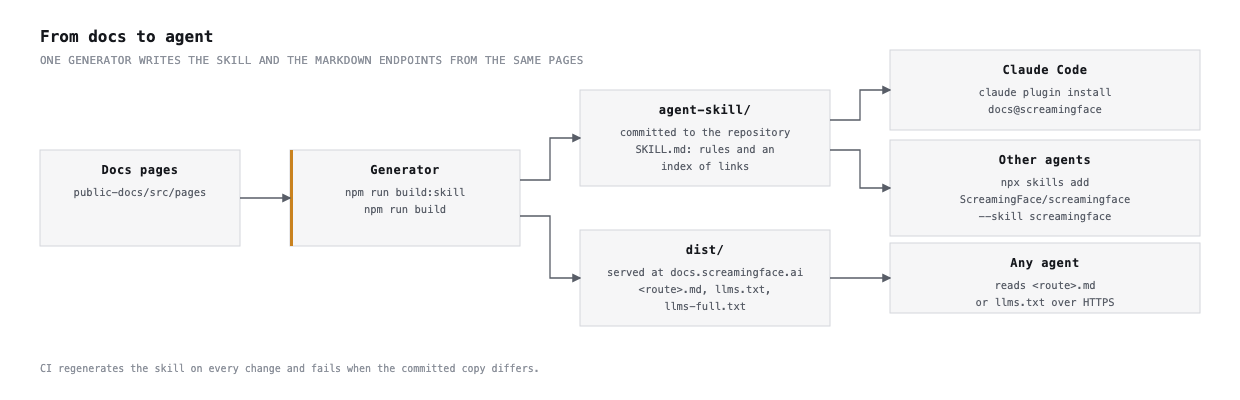 From docs to agent
ONE GENERATOR WRITES THE SKILL AND THE MARKDOWN ENDPOINTS FROM THE SAME PAGES
Docs pages
public-docs/src/pages
Generator
npm run build:skill
npm run build
agent-skill/
committed to the repository
SKILL.md: rules and an
index of links
dist/
served at docs.screamingface.ai
<route>.md, llms.txt,
llms-full.txt
Claude Code
claude plugin install
docs@screamingface
Other agents
npx skills add
ScreamingFace/screamingface
--skill screamingface
Any agent
reads <route>.md
or llms.txt over HTTPS
CI regenerates the skill on every change and fails when the committed copy differs.